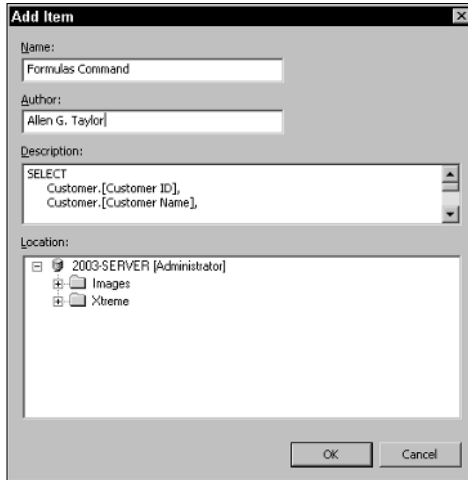 Add Item
Name:
Formulas Command
Author:
Allen G. Taylor
Description:
SELECT
Customer.[Customer ID],
Customer.[Customer Name],
Location:
2003-SERVER [Administrator]
Images
Xtreme
OK Cancel